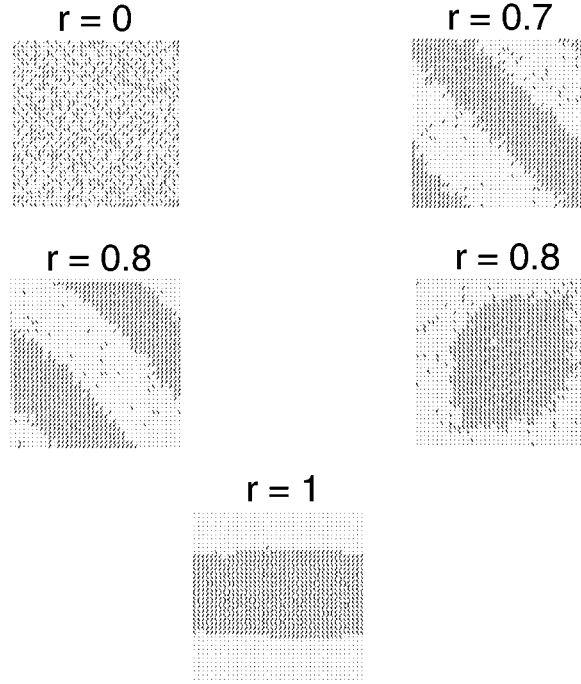 r = 0
r = 0.7
r = 0.8
r = 0.8
r = 1